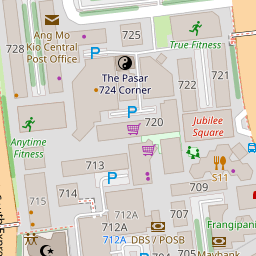 Ang Mo
Kio Central
Post Office
728
725
True Fitness
P
The Pasar
724 Corner
722
721
P
720
Jubilee
Square
Anytime
Fitness
713
P
714
709
S11
715
712A
710
Frangipani
712A
DBS / POSB
712A
Maybank